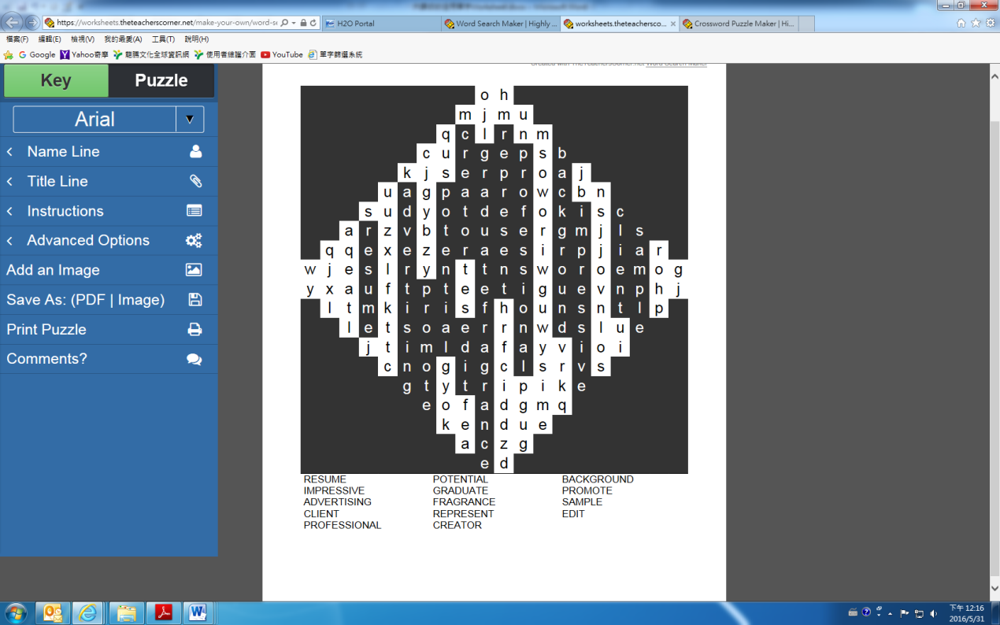 https://worksheets.theteacherscorner.net/make-your-own/word-se
H2O Portal
Word Search Maker | Highly ...
worksheets.theteachersco...
Crossword Puzzle Maker | Hi...
檔案(F) 編輯(E) 檢視(V) 我的最愛(A) 工具(T) 說明(H)
Google Yahoo奇摩 龍騰文化全球資訊網 使用者維護介面 YouTube 單字篩選系統
Created with TheTeachersCorner.net Word Search Maker
Key Puzzle
Arial
Name Line
Title Line
Instructions
Advanced Options
Add an Image
Save As: (PDF | Image)
Print Puzzle
Comments?
o h
m j m u
q c l r n m
c u r g e p s b
k j s e r p r o a j
u a g p a a r o w c b n
s u d y o t d e f o k i s c
a r z v b t o u s e r g m j l s
q q e x e z e r a e s i r p j i a r
w j e s l r y n t t n s w o r o e m o g
y x a u f t p t e e t i g u e v n p h j
l t m k i r i s f h o u n s n t l p
l e t s o a e r r n w d s l u e
j t i m l d a f a y v i o i
c n o g i g c l s r v s
g t y t r i p i k e
e o f a d g m q
k e n d u e
a c z g
e d
RESUME POTENTIAL BACKGROUND
IMPRESSIVE GRADUATE PROMOTE
ADVERTISING FRAGRANCE SAMPLE
CLIENT REPRESENT EDIT
PROFESSIONAL CREATOR
下午 12:16
2016/5/31